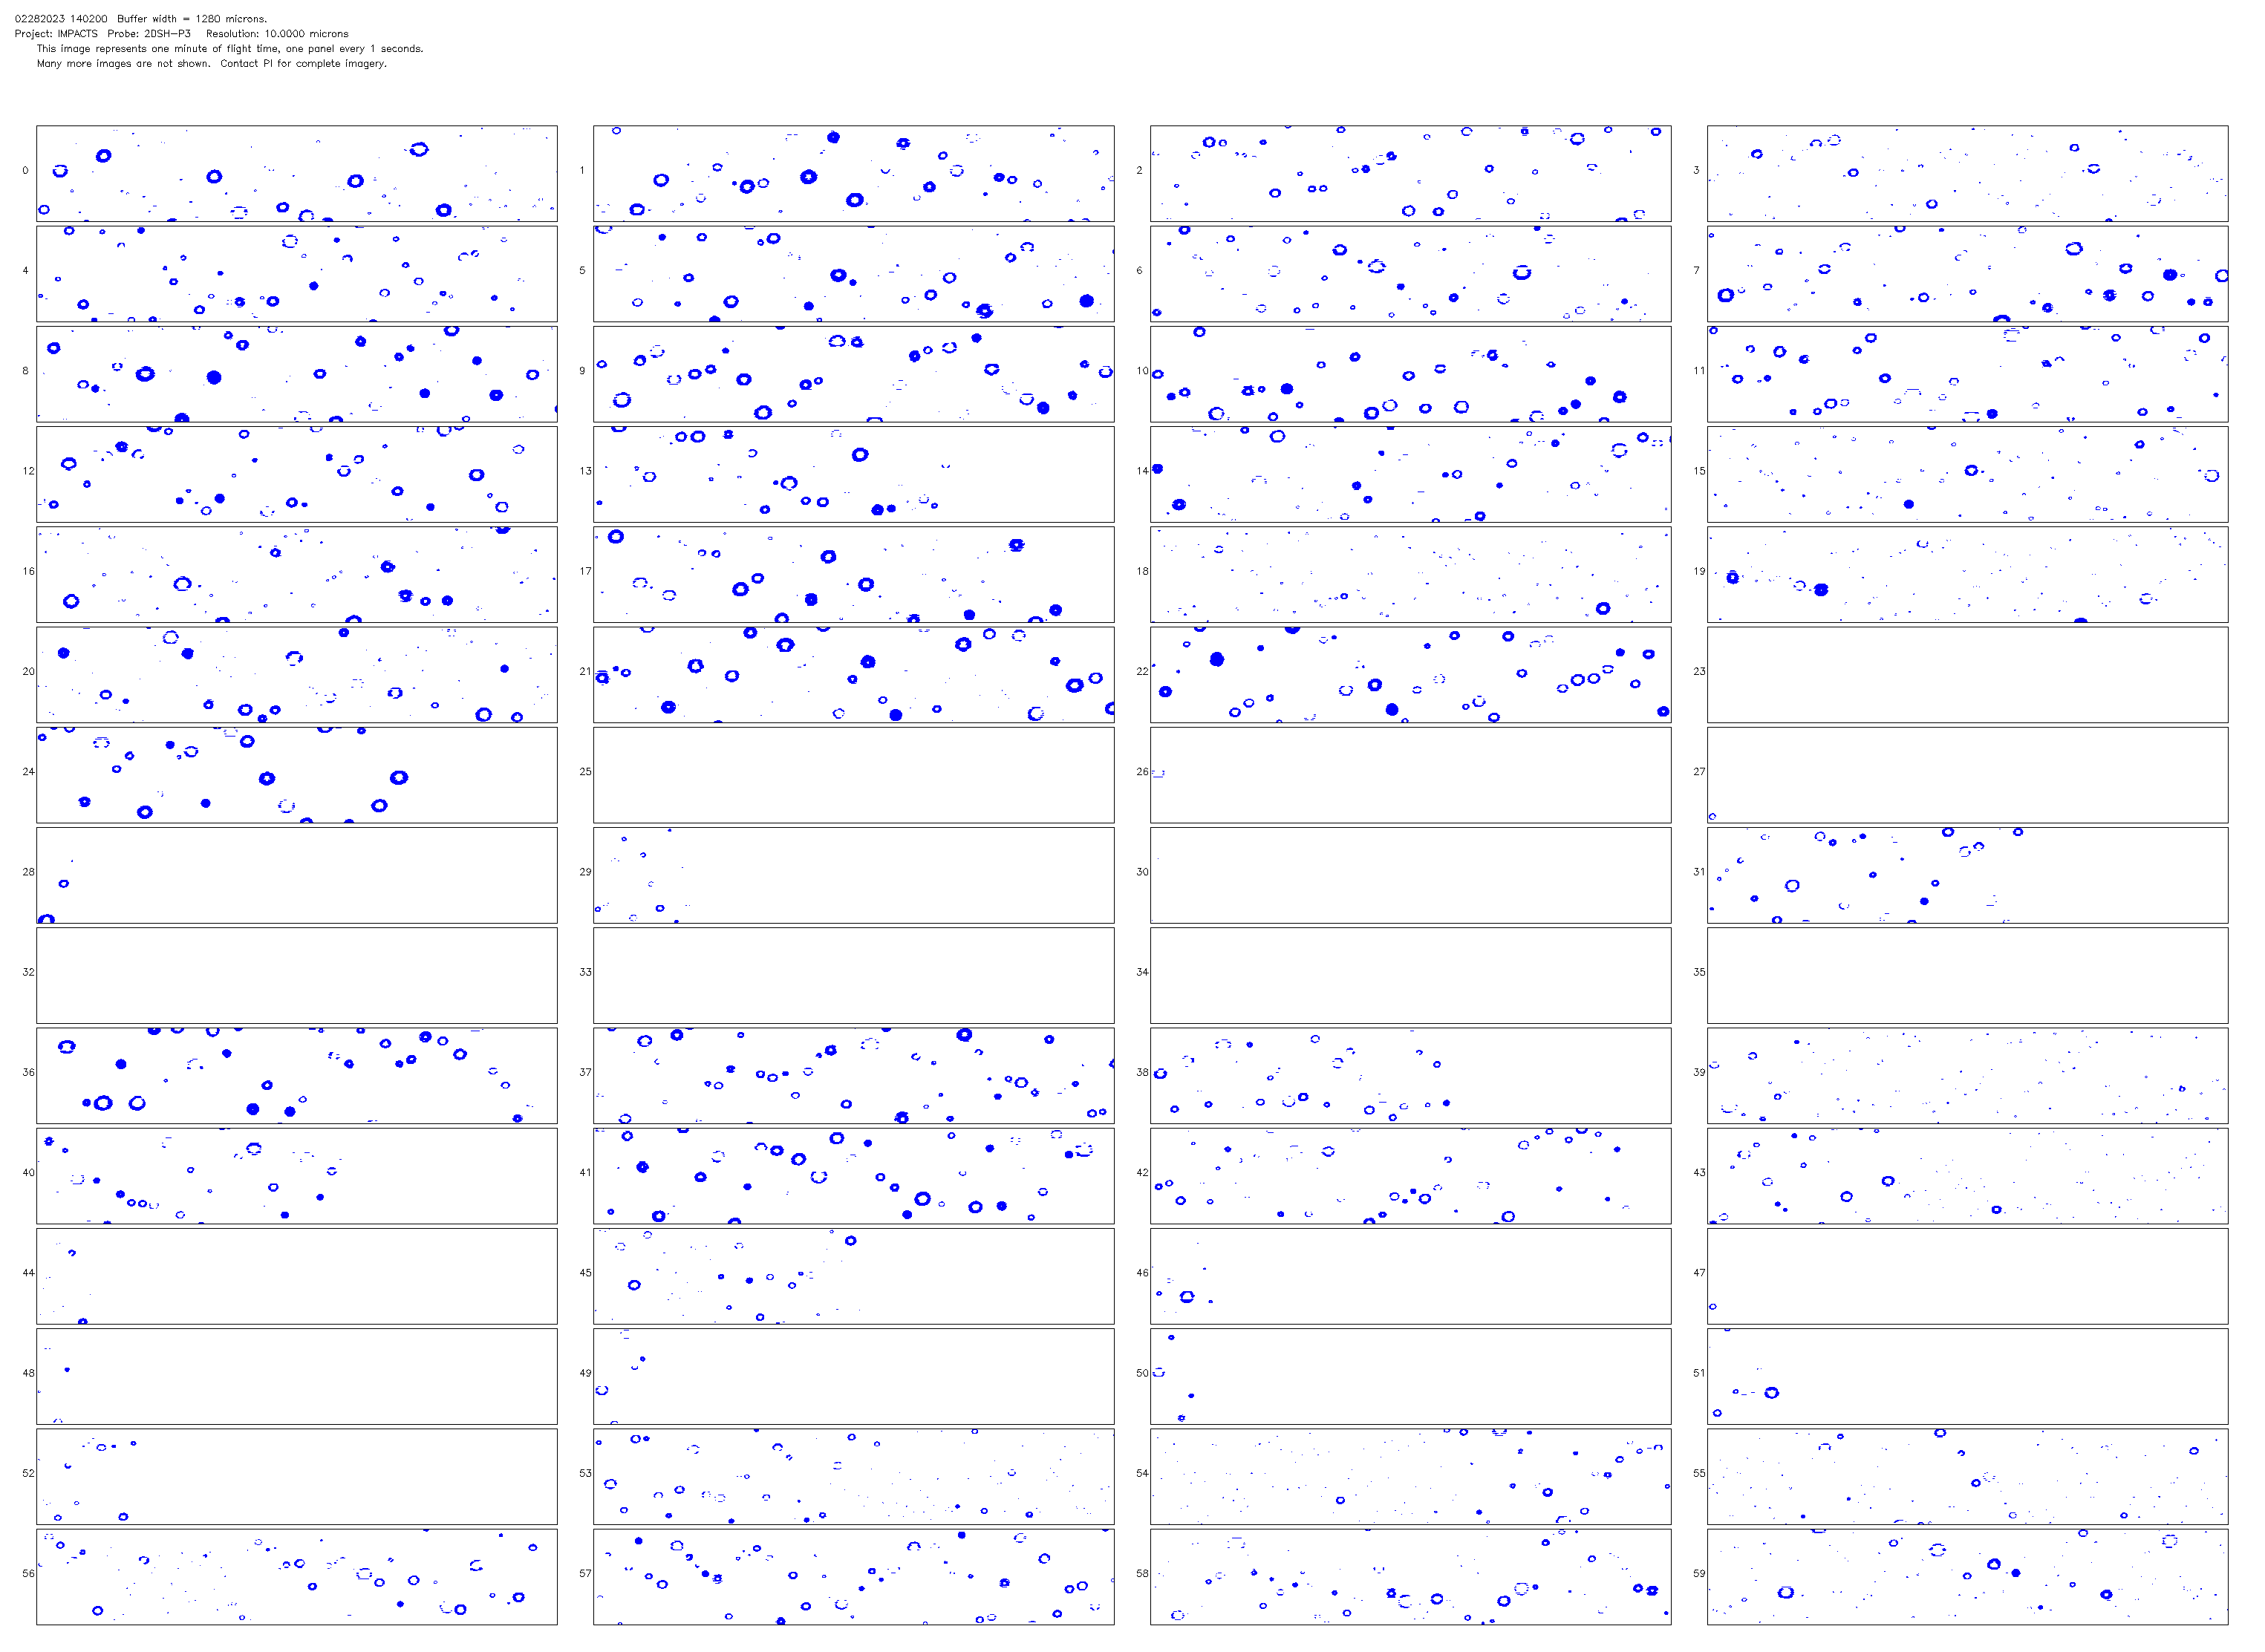 02282023 140200  Buffer width = 1280 microns.
Project: IMPACTS  Probe: 2DSH-P3   Resolution: 10.0000 microns
This image represents one minute of flight time, one panel every 1 seconds.
Many more images are not shown.  Contact PI for complete imagery.
0 1 2 3
4 5 6 7
8 9 10 11
12 13 14 15
16 17 18 19
20 21 22 23
24 25 26 27
28 29 30 31
32 33 34 35
36 37 38 39
40 41 42 43
44 45 46 47
48 49 50 51
52 53 54 55
56 57 58 59